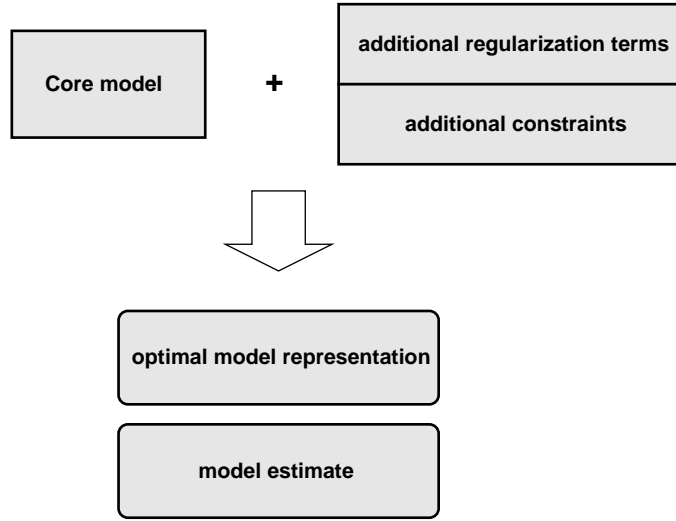 additional regularization terms
Core model
+
additional constraints
optimal model representation
model estimate